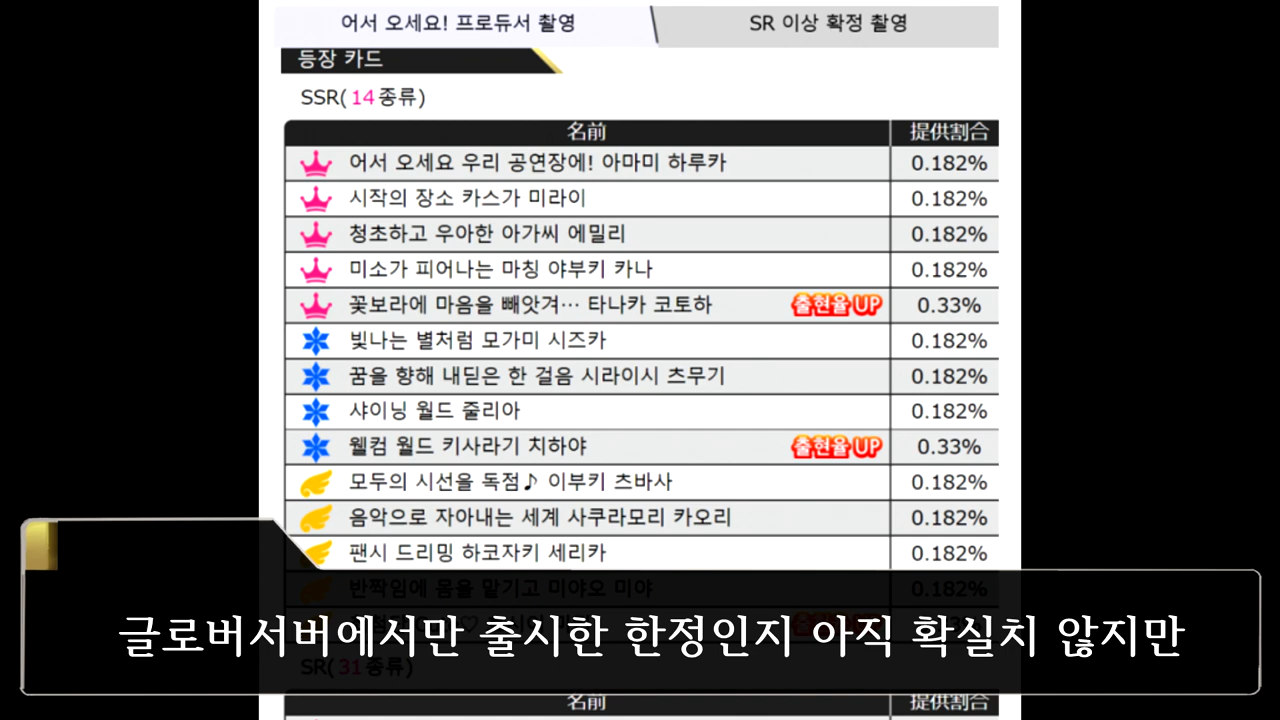 어서 오세요! 프로듀서 촬영
SR 이상 확정 촬영
등장 카드
SSR(14종류)
名前 提供割合
어서 오세요 우리 공연장에! 아마미 하루카 0.182%
시작의 장소 카스가 미라이 0.182%
청초하고 우아한 아가씨 에밀리 0.182%
미소가 피어나는 마칭 야부키 카나 0.182%
꽃보라에 마음을 빼앗겨… 타나카 코토하 출현율 UP 0.33%
빛나는 별처럼 모가미 시즈카 0.182%
꿈을 향해 내딛은 한 걸음 시라이시 츠무기 0.182%
샤이닝 월드 줄리아 0.182%
웰컴 월드 키사라기 치하야 출현율 UP 0.33%
모두의 시선을 독점♪ 이부키 츠바사 0.182%
음악으로 자아내는 세계 사쿠라모리 카오리 0.182%
팬시 드리밍 하코자키 세리카 0.182%
반짝임에 몸을 맡기고 미야오 미야 0.182%
글로버서버에서만 출시한 한정인지 아직 확실치 않지만
SR(31종류)
名前 提供割合